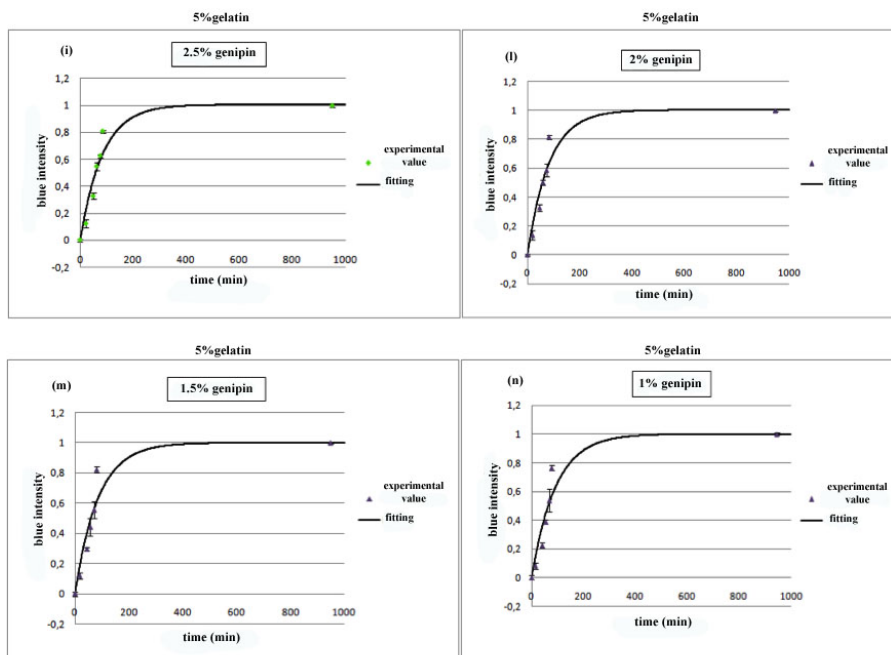 5%gelatin
(i)
2.5% genipin
1,2
1
0,8
0,6
0,4
0,2
0
-0,2
blue intensity
0 200 400 600 800 1000
time (min)
experimental
value
fitting
5%gelatin
(l)
2% genipin
1,2
1
0,8
0,6
0,4
0,2
0
-0,2
blue intensity
0 200 400 600 800 1000
time (min)
experimental
value
fitting
5%gelatin
(m)
1.5% genipin
1,2
1
0,8
0,6
0,4
0,2
0
-0,2
blue intensity
0 200 400 600 800 1000
time (min)
experimental
value
fitting
5%gelatin
(n)
1% genipin
1,2
1
0,8
0,6
0,4
0,2
0
-0,2
blue intensity
0 200 400 600 800 1000
time (min)
experimental
value
fitting